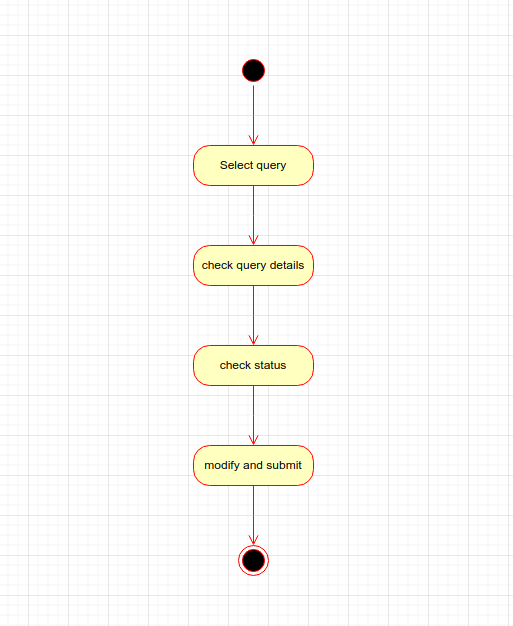 Select query
check query details
check status
modify and submit